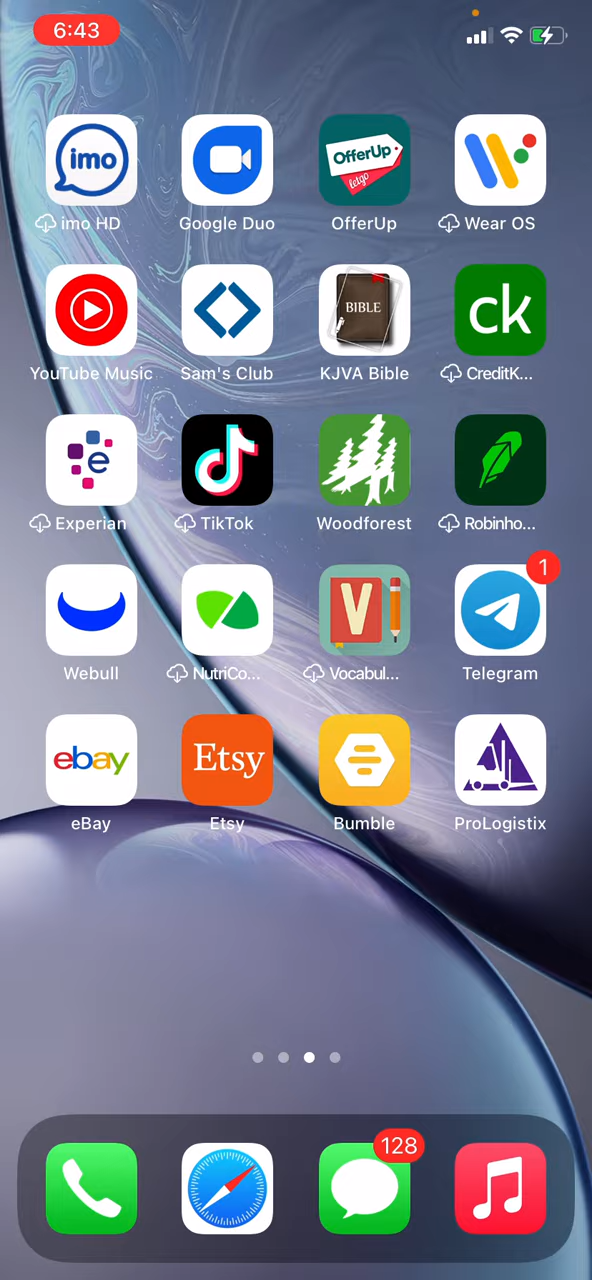 6:43
imo
OfferUp
letgo
imo HD
Google Duo
OfferUp
Wear OS
BIBLE
ck
YouTube Music
Sam's Club
KJVA Bible
CreditK...
e
Experian
TikTok
Woodforest
Robinho...
V
1
Webull
NutriCo...
Vocabul...
Telegram
ebay
Etsy
eBay
Etsy
Bumble
ProLogistix
128